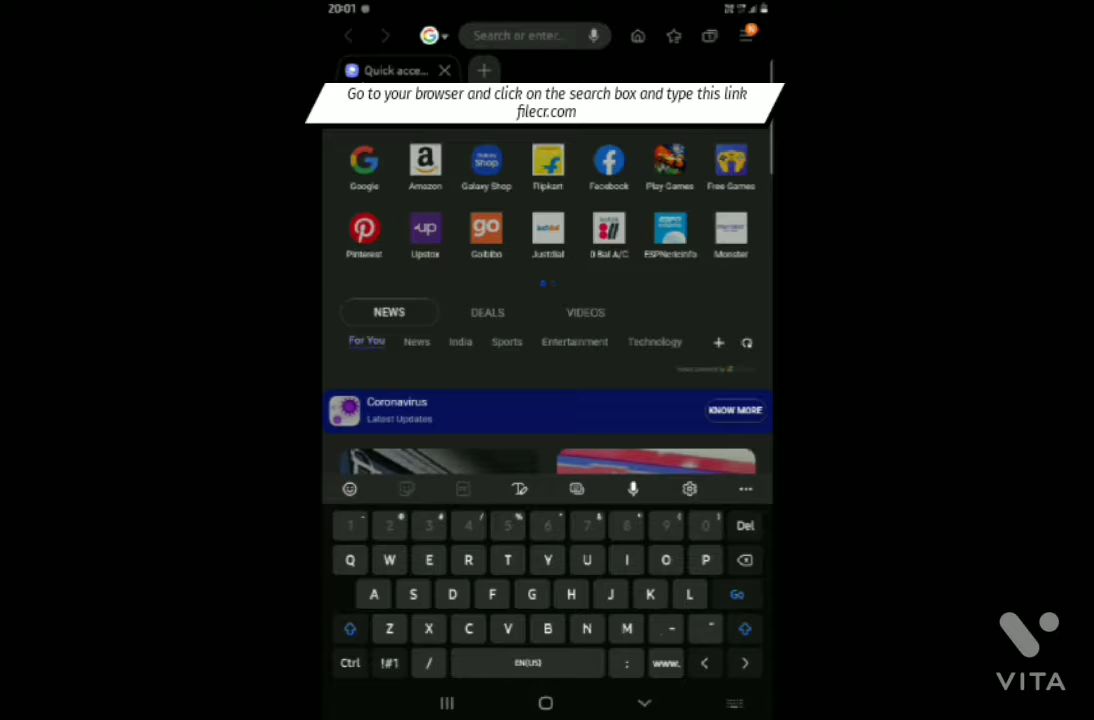 20:01
Search or enter...
Quick acce...
Go to your browser and click on the search box and type this link
filecr.com
Google Amazon Galaxy Shop Flipkart Facebook Play Games Free Games
Pinterest Upstox Goibibo Justdial 0 Bal A/C ESPNcricinfo Monster
NEWS DEALS VIDEOS
For You News India Sports Entertainment Technology
Coronavirus
Latest Updates
KNOW MORE
1 2 3 4 5 6 7 8 9 0 Del
Q W E R T Y U I O P
A S D F G H J K L Go
Z X C V B N M
Ctrl !#1 / EN(US) : www. < >
VITA